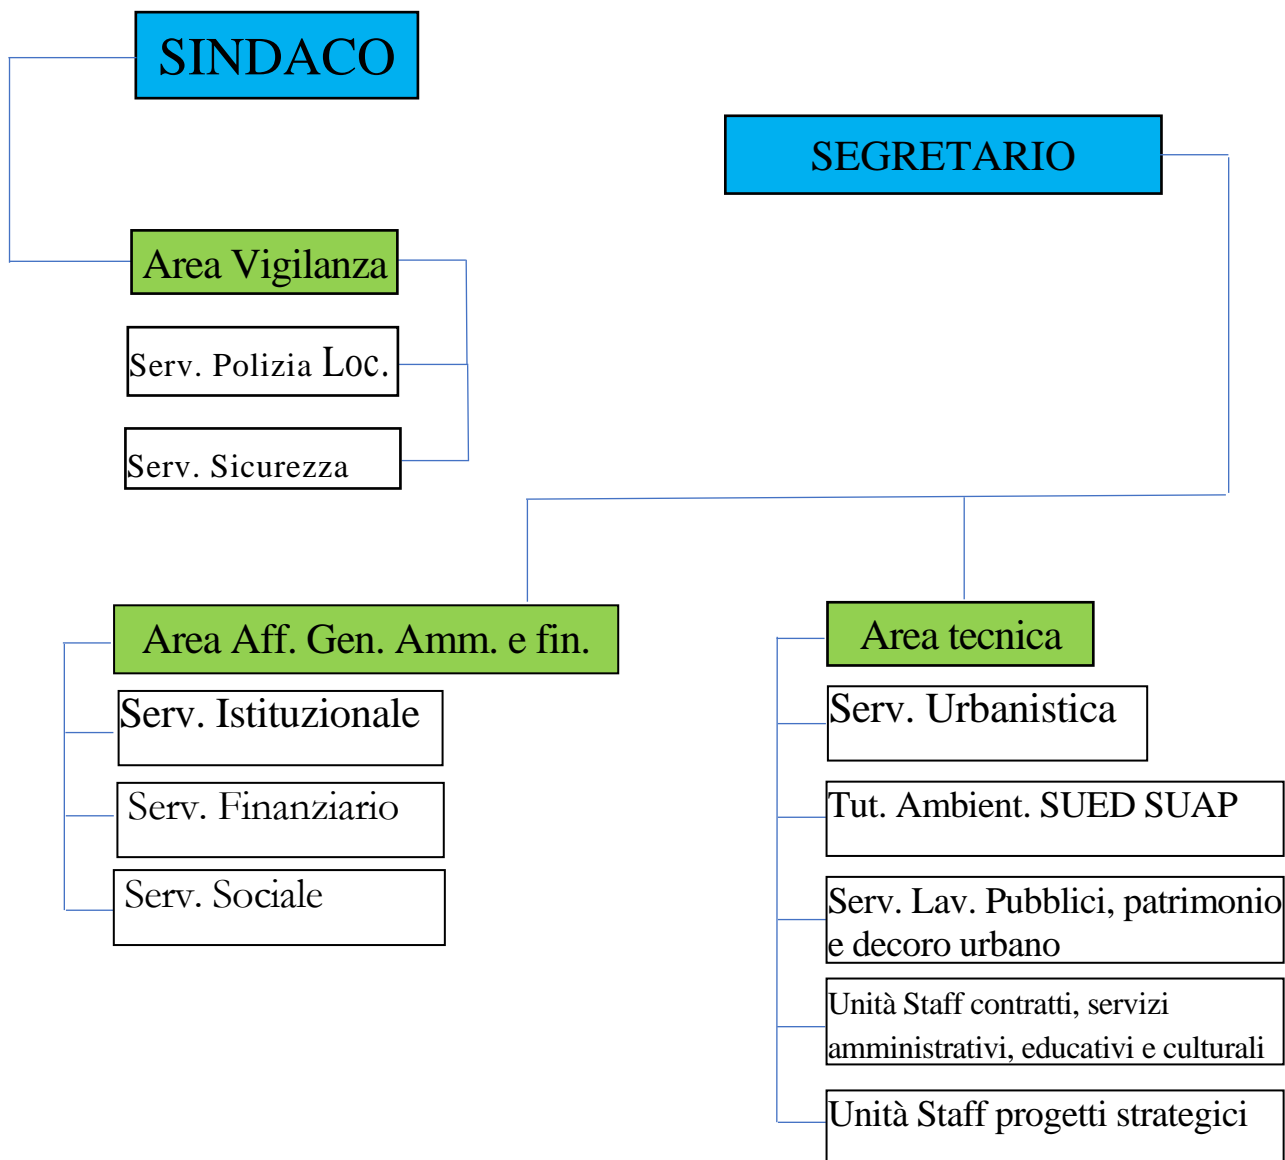 SINDACO
SEGRETARIO
Area Vigilanza
Serv. Polizia Loc.
Serv. Sicurezza
Area Aff. Gen. Amm. e fin.
Serv. Istituzionale
Serv. Finanziario
Serv. Sociale
Area tecnica
Serv. Urbanistica
Tut. Ambient. SUED SUAP
Serv. Lav. Pubblici, patrimonio
e decoro urbano
Unità Staff contratti, servizi
amministrativi, educativi e culturali
Unità Staff progetti strategici